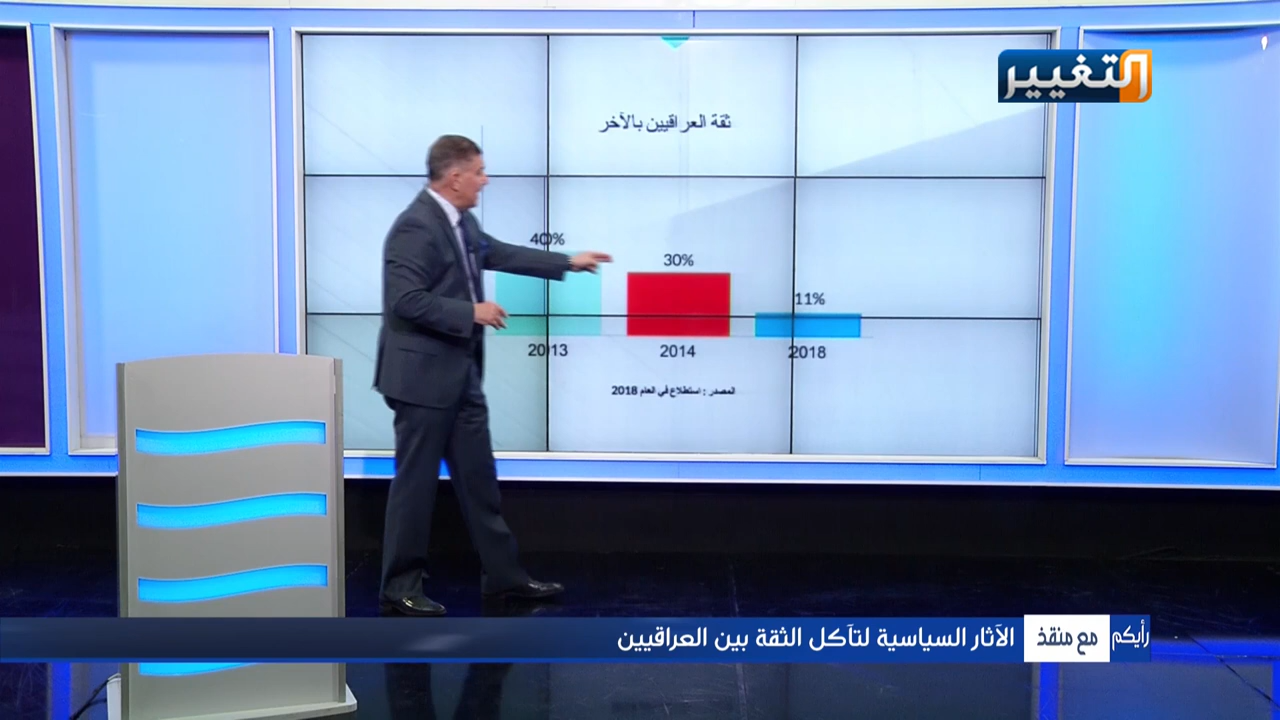 التغيير
ثقة العراقيين بالآخر
40%
30%
11%
2013
2014
2018
المصدر : استطلاع في العام 2018
رأيكم مع منقذ
الآثار السياسية لتآكل الثقة بين العراقيين